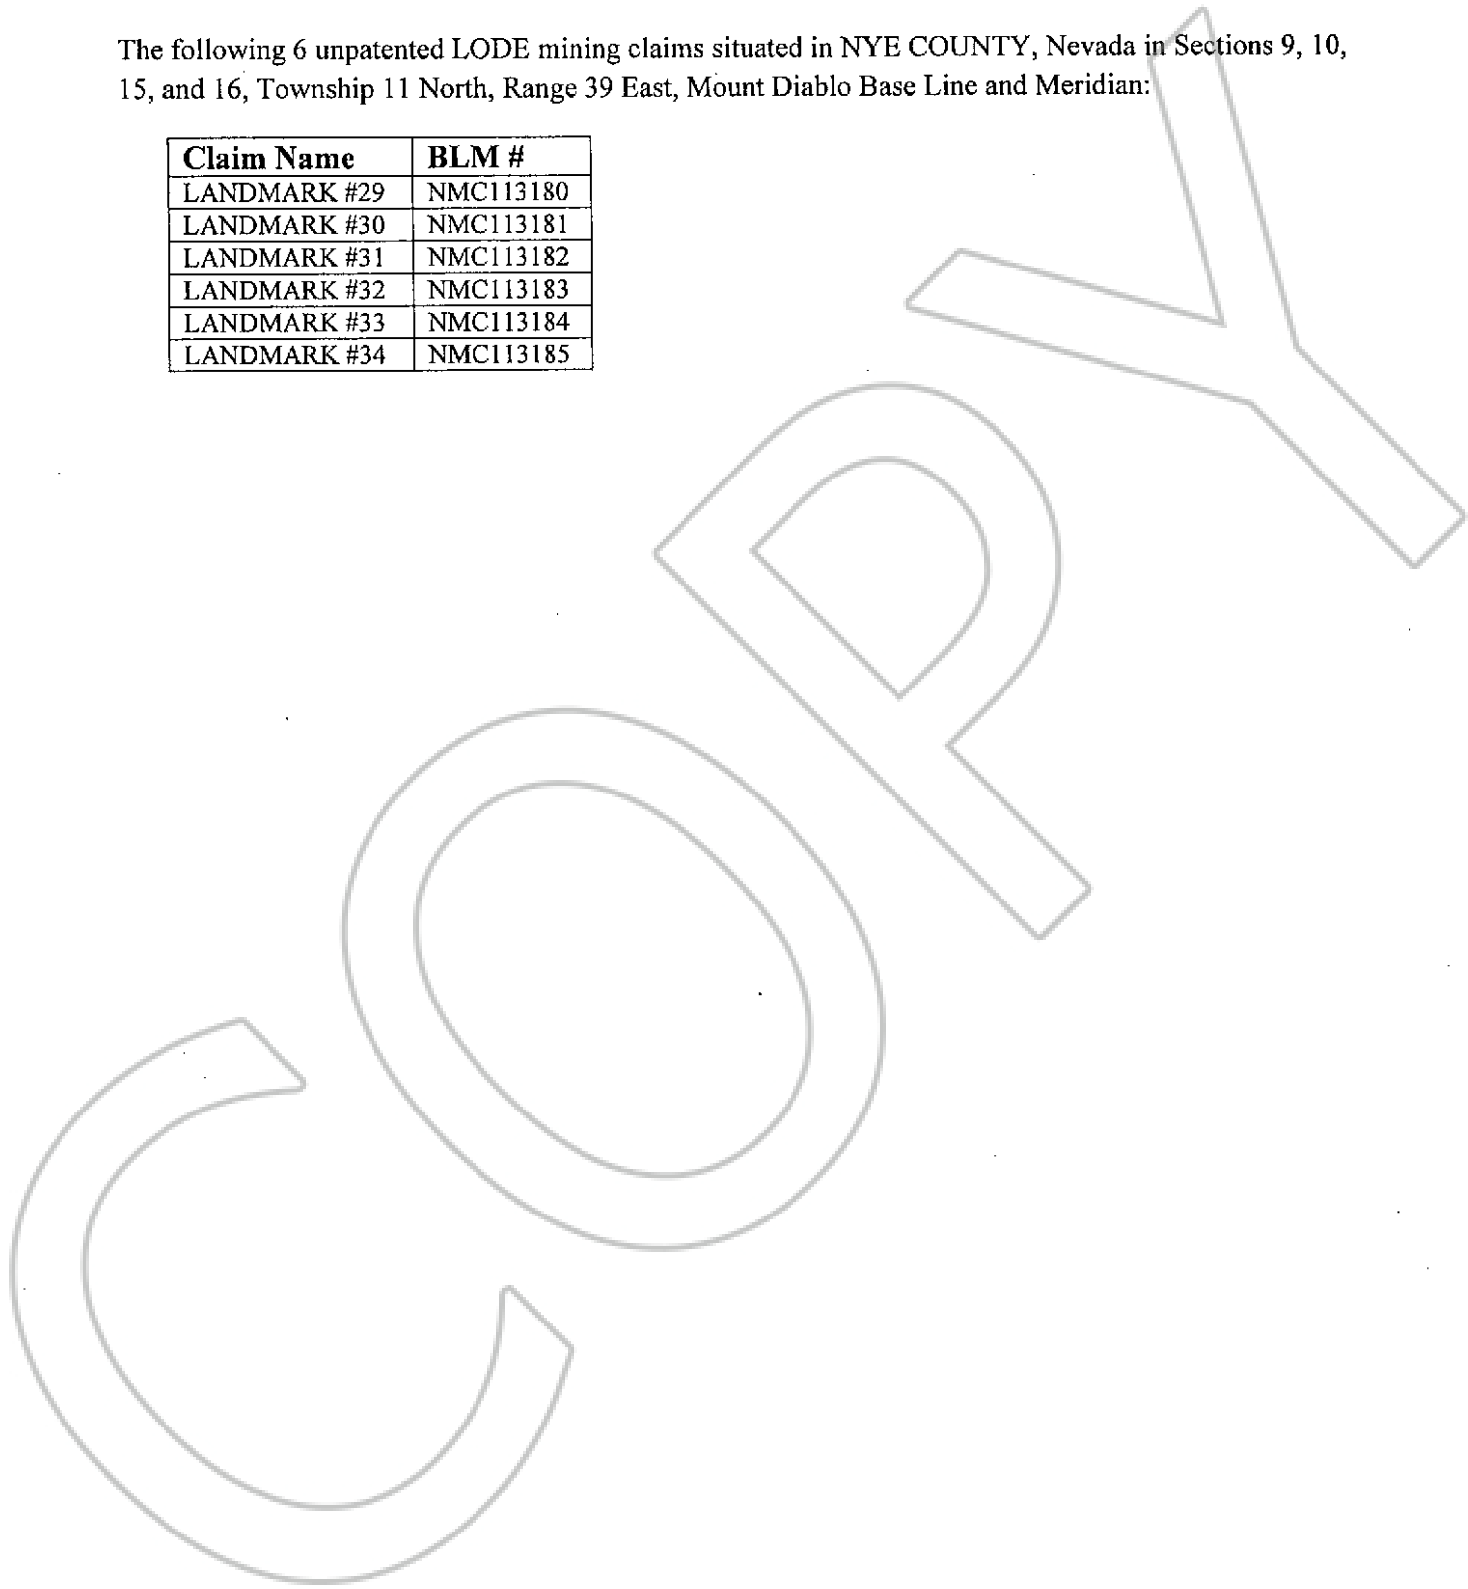 The following 6 unpatented LODE mining claims situated in NYE COUNTY, Nevada in Sections 9, 10,
15, and 16, Township 11 North, Range 39 East, Mount Diablo Base Line and Meridian:
Claim Name BLM #
LANDMARK #29 NMC113180
LANDMARK #30 NMC113181
LANDMARK #31 NMC113182
LANDMARK #32 NMC113183
LANDMARK #33 NMC113184
LANDMARK #34 NMC113185
COPY